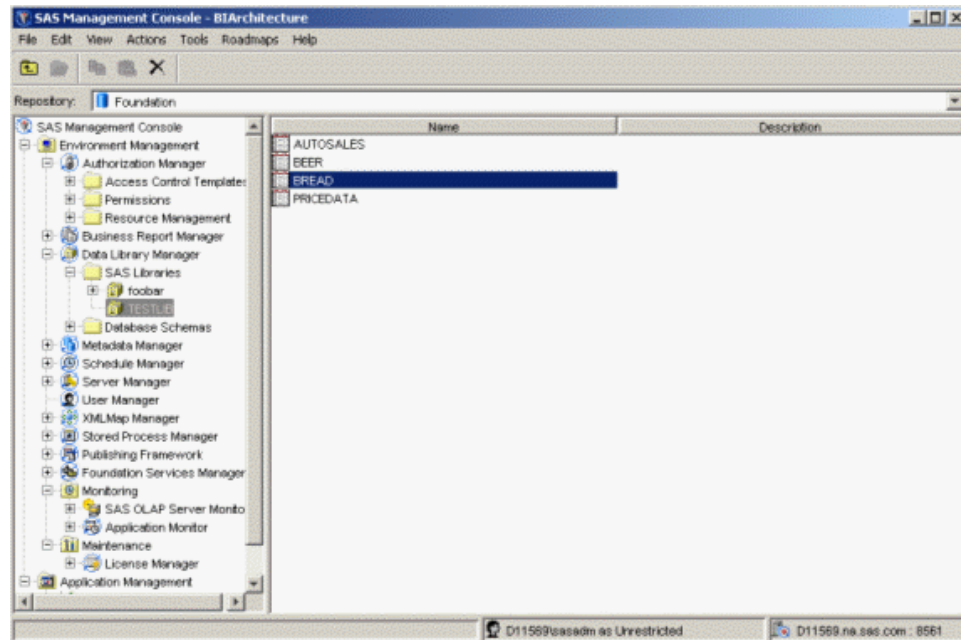 SAS Management Console - BIArchitecture
File Edit View Actions Tools Roadmaps Help
Repository: Foundation
SAS Management Console
Environment Management
Authorization Manager
Access Control Templates
Permissions
Resource Management
Business Report Manager
Data Library Manager
SAS Libraries
foobar
TESTLIB
Database Schemas
Metadata Manager
Schedule Manager
Server Manager
User Manager
XMLMap Manager
Stored Process Manager
Publishing Framework
Foundation Services Manager
Monitoring
SAS OLAP Server Monito
Application Monitor
Maintenance
License Manager
Application Management
Name Description
AUTOSALES
BEER
BREAD
PRICEDATA
D11569\sasadm as Unrestricted
D11569.na.sas.com : 8561